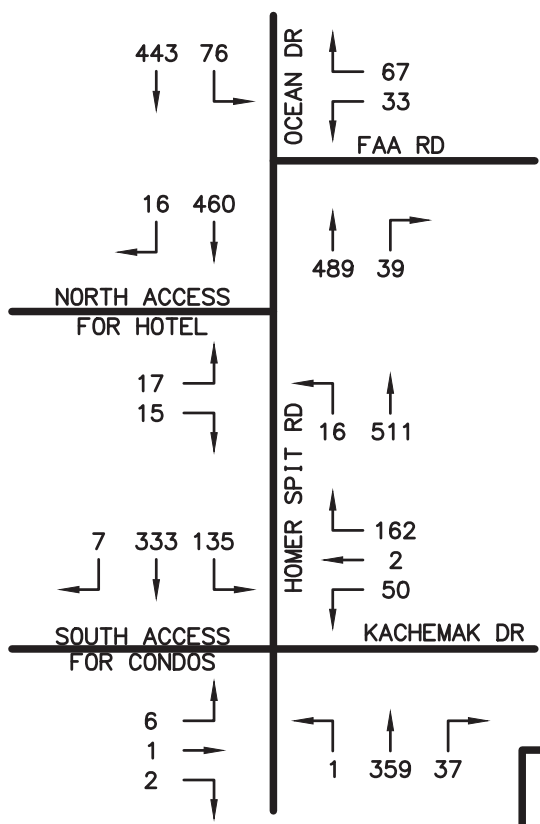 443 76
OCEAN DR
67
33
FAA RD
16 460
489 39
NORTH ACCESS
FOR HOTEL
17
15
16 511
HOMER SPIT RD
7 333 135
162
2
50
SOUTH ACCESS
FOR CONDOS
KACHEMAK DR
6
1
2
1 359 37